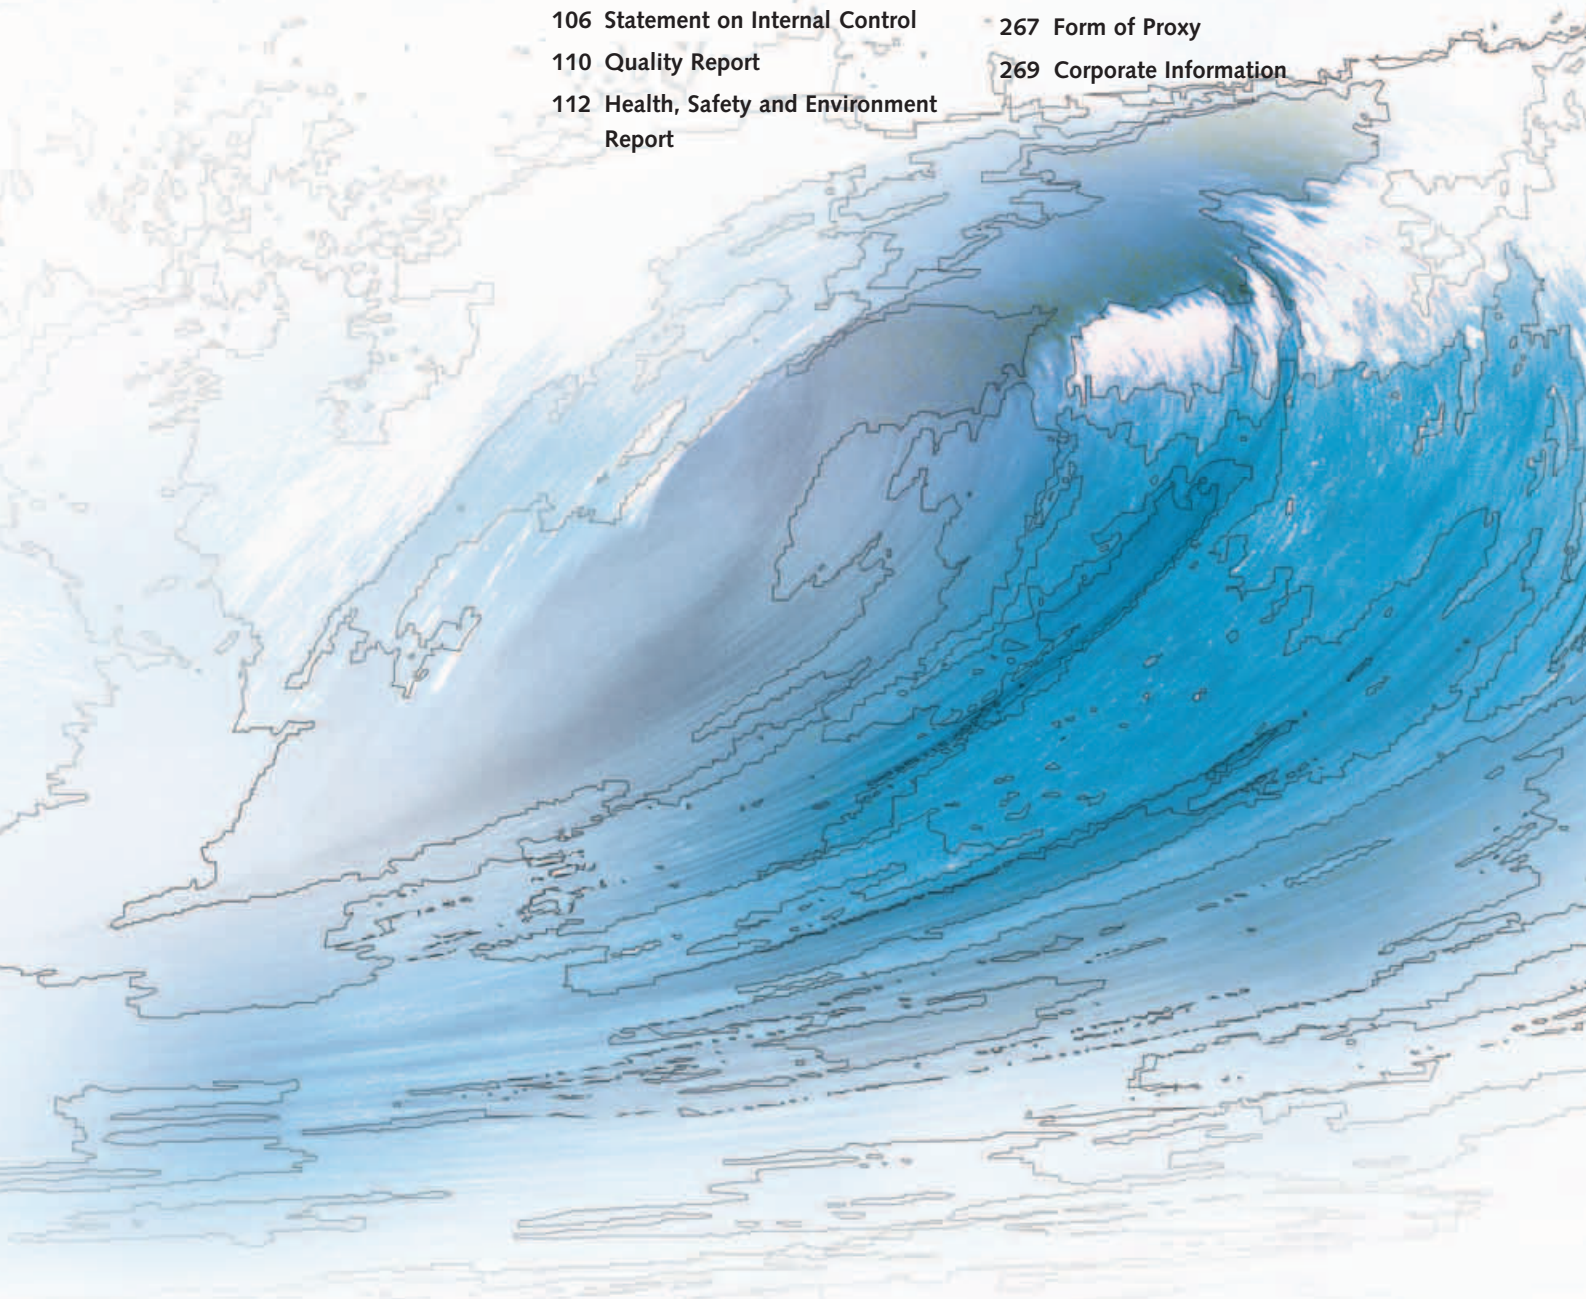 106 Statement on Internal Control
110 Quality Report
112 Health, Safety and Environment
Report
267 Form of Proxy
269 Corporate Information